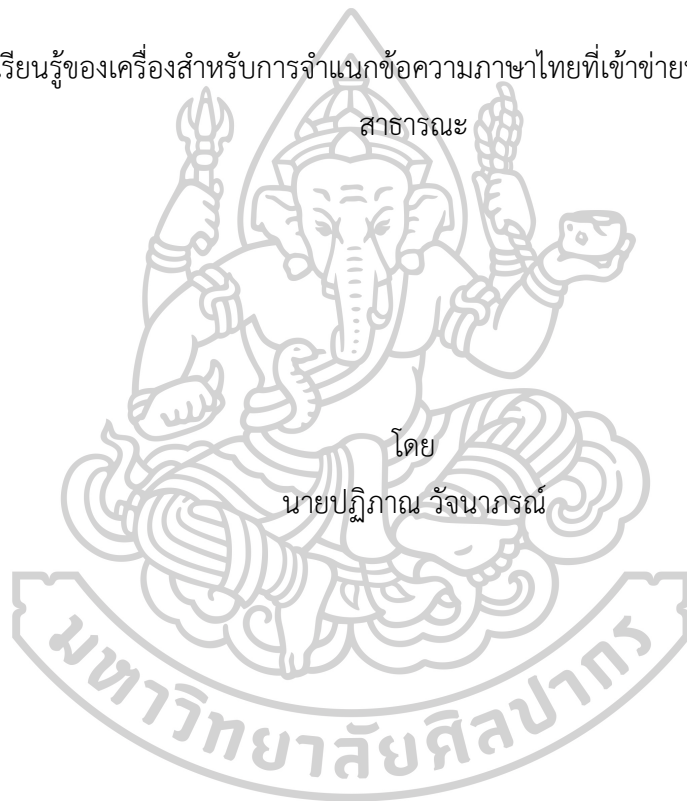 เรียนรู้ของเครื่องสำหรับการจำแนกข้อความภาษาไทยที่เข้าข่าย
สาธารณะ
โดย
นายปฏิภาณ วัจนาภรณ์
มหาวิทยาลัยศิลปากร